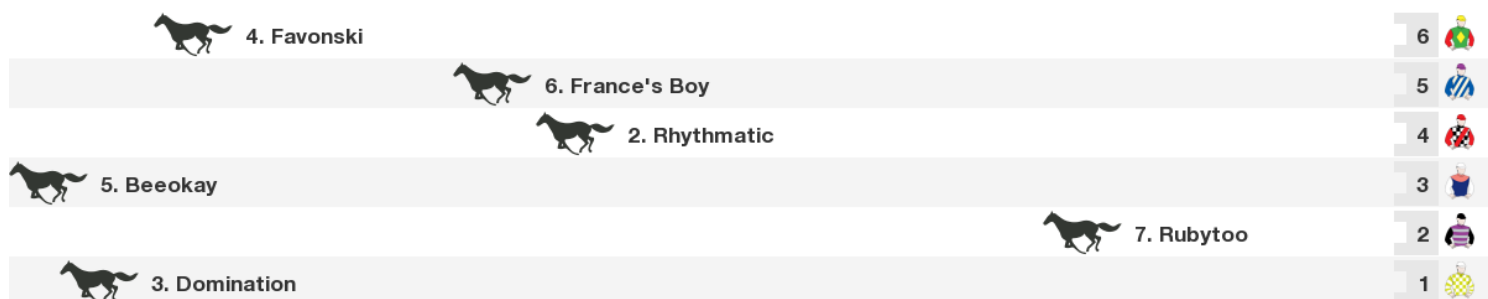 4. Favonski 6
6. France's Boy 5
2. Rhythmatic 4
5. Beeokay 3
7. Rubytoo 2
3. Domination 1